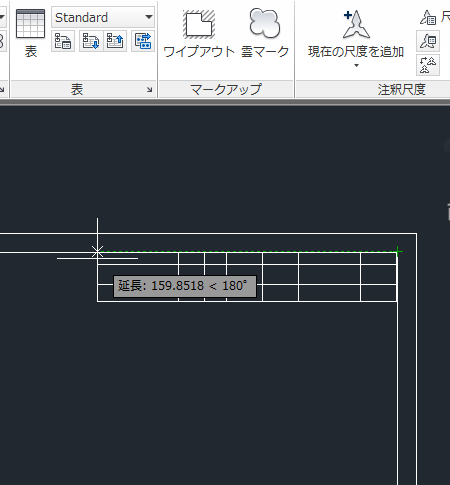 Standard
表
ワイプアウト
雲マーク
現在の尺度を追加
表
マークアップ
注釈尺度
延長: 159.8518 < 180°